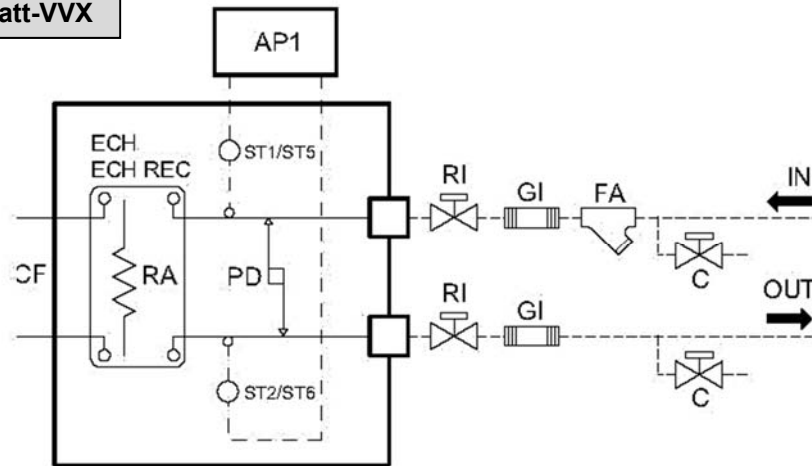 att-VVX
AP1
ECH
ECH REC
ST1/ST5
RI
GI
FA
IN
C
CF
RA
PD
OUT
RI
GI
ST2/ST6
C